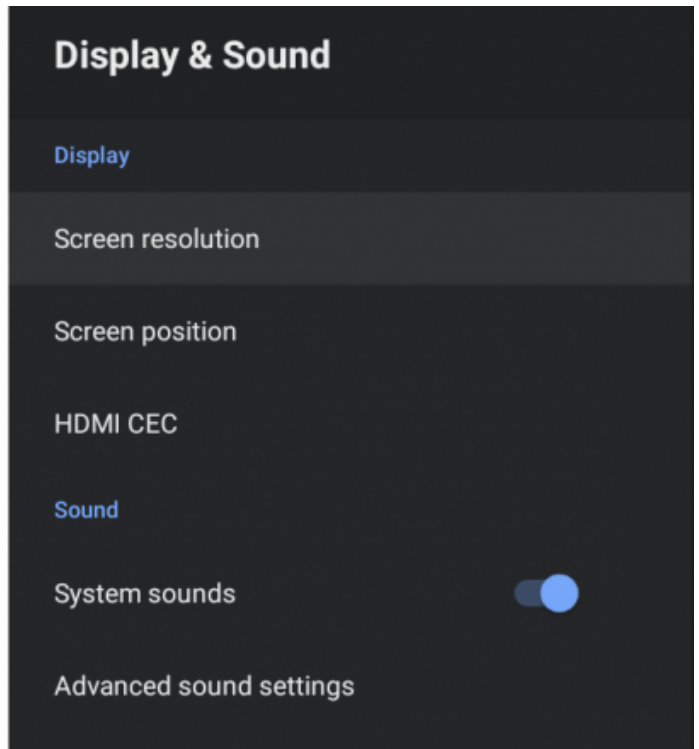 Display & Sound
Display
Screen resolution
Screen position
HDMI CEC
Sound
System sounds
Advanced sound settings